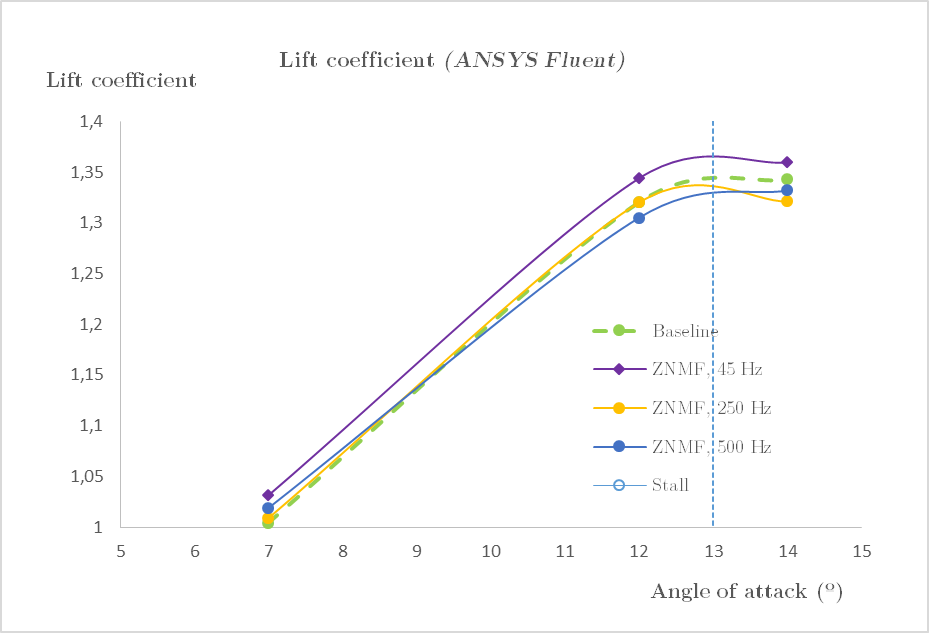 Lift coefficient (ANSYS Fluent)
Lift coefficient
1,4
1,35
1,3
1,25
1,2
1,15
1,1
1,05
1
5 6 7 8 9 10 11 12 13 14 15
Baseline
ZNMF, 45 Hz
ZNMF, 250 Hz
ZNMF, 500 Hz
Stall
Angle of attack (º)